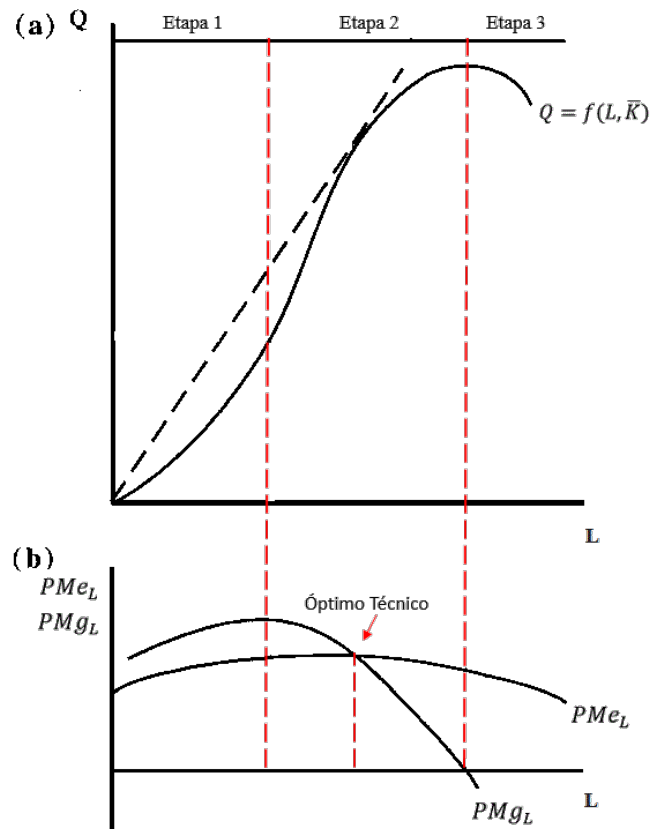 (a) Q Etapa 1 Etapa 2 Etapa 3
Q = f(L, K̅)
L
(b)
PMe_L
PMg_L
Óptimo Técnico
PMe_L
L
PMg_L